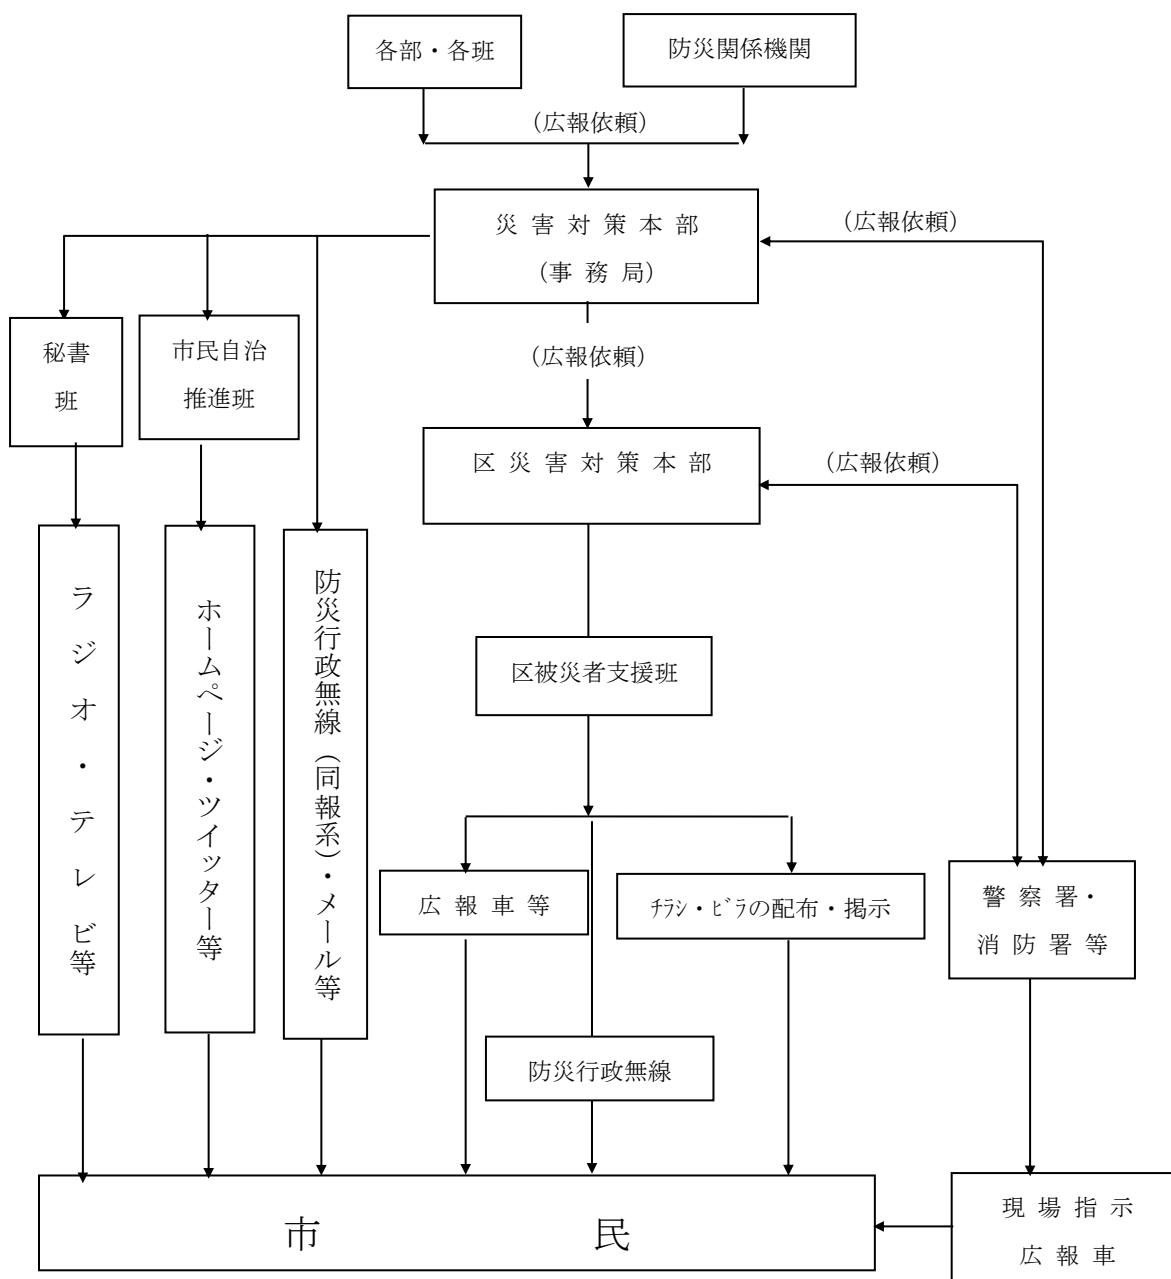 各部・各班
防災関係機関
(広報依頼)
災害対策本部
(事務局)
(広報依頼)
秘書
班
市民自治
推進班
(広報依頼)
区災害対策本部
(広報依頼)
ラジオ・テレビ等
ホームページ・ツイッター等
防災行政無線(同報系)・メール等
区被災者支援班
広報車等
ﾁﾗｼ・ﾋﾞﾗの配布・掲示
警察署・
消防署等
防災行政無線
市民
現場指示
広報車